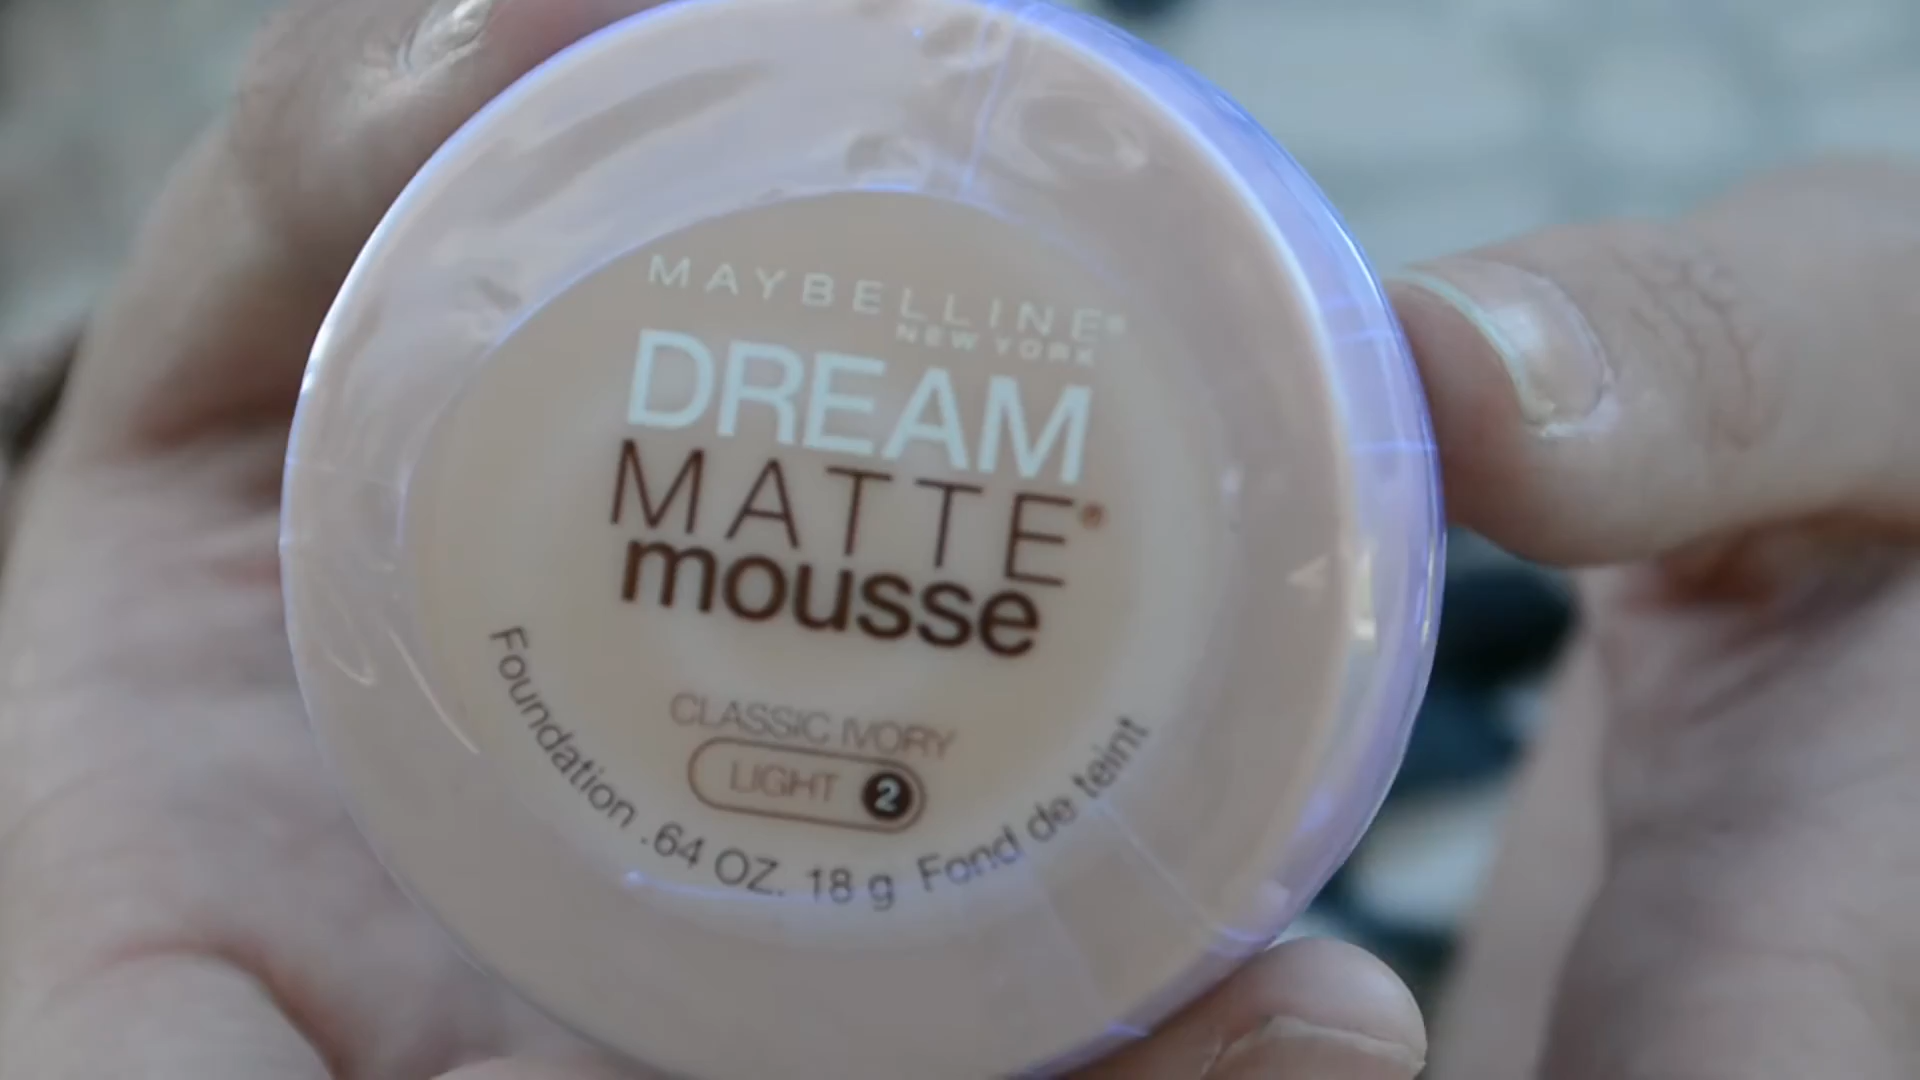 MAYBELLINE®
NEW YORK
DREAM
MATTE®
mousse
CLASSIC IVORY
LIGHT 2
Foundation .64 OZ. 18 g Fond de teint